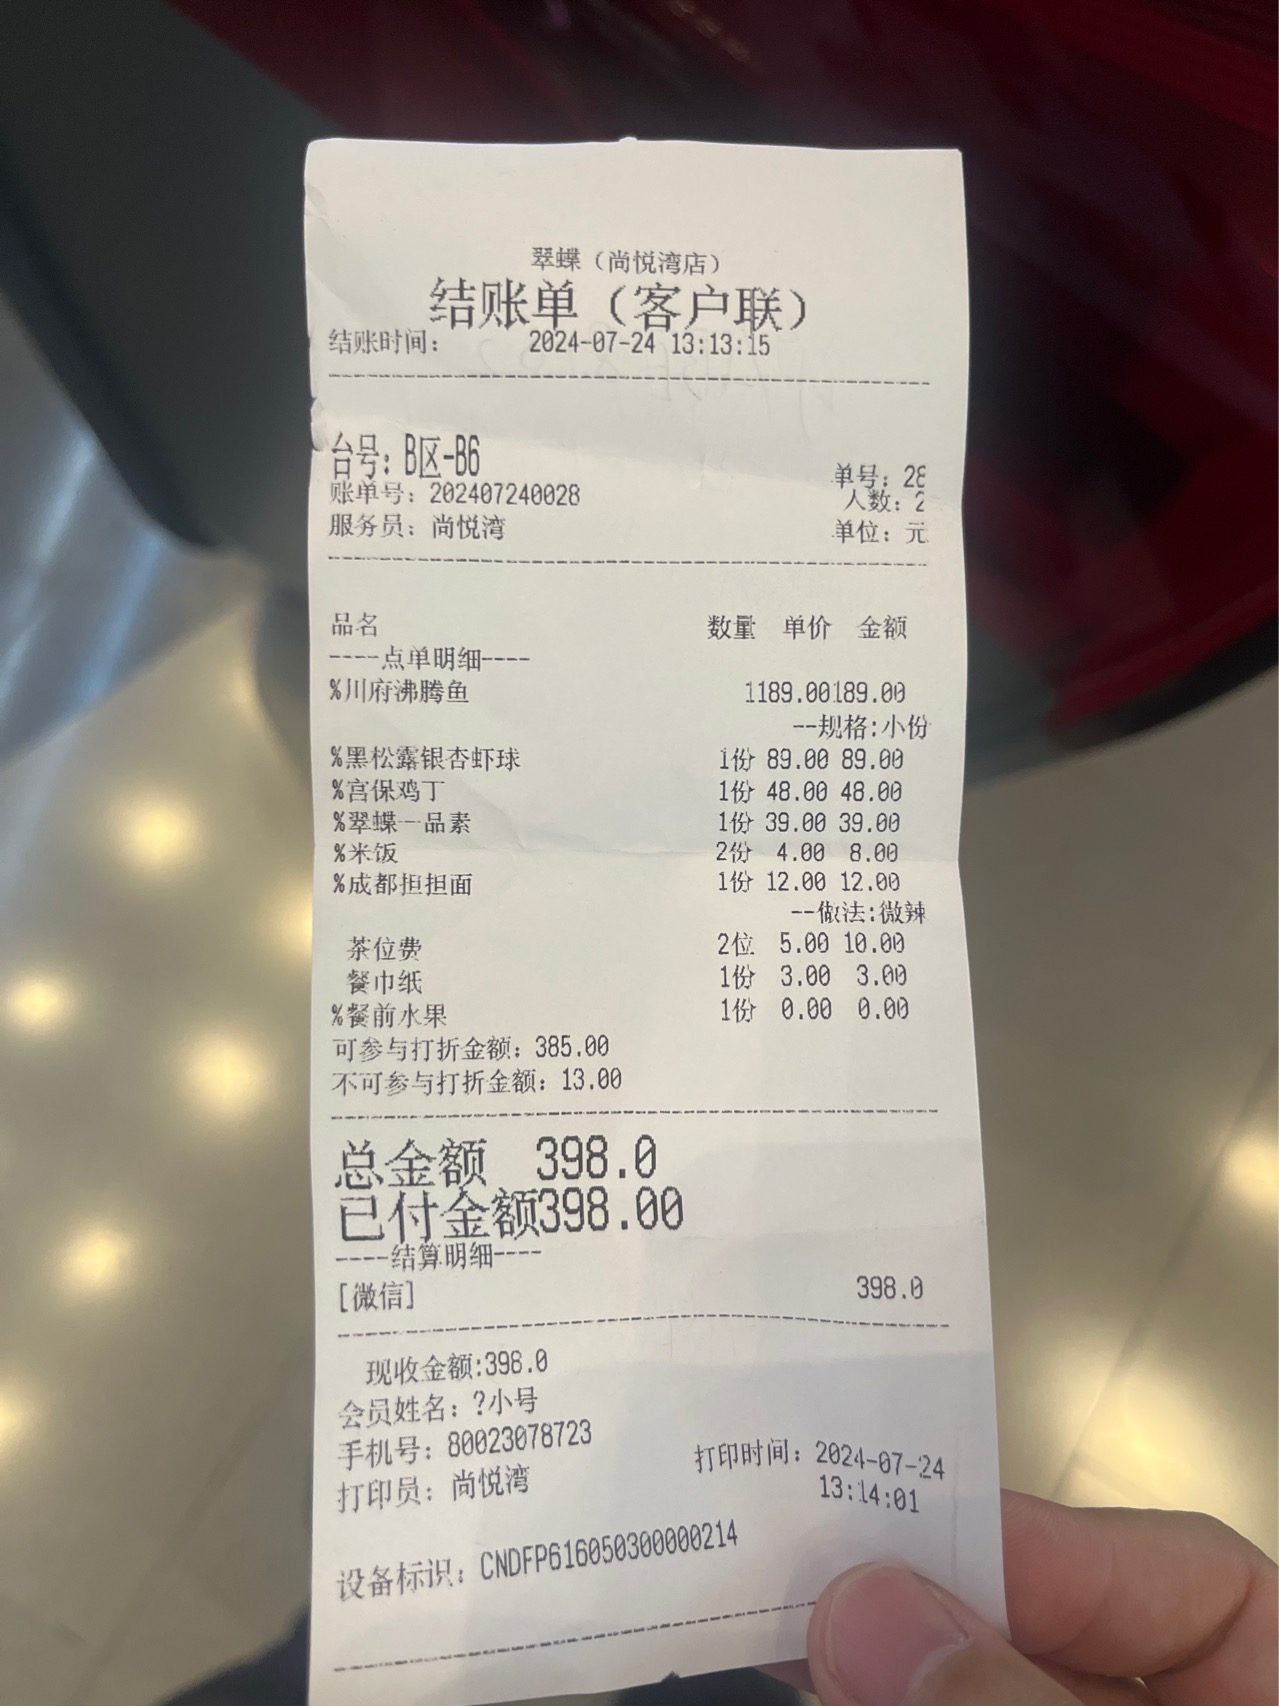 翠蝶（尚悦湾店）
结账单（客户联）
结账时间： 2024-07-24 13:13:15
台号：B区-B6
单号：28
账单号：202407240028
人数：2
服务员：尚悦湾
单位：元
品名 数量 单价 金额
----点单明细----
%川府沸腾鱼 1189.00189.00
--规格:小份
%黑松露银杏虾球 1份 89.00 89.00
%宫保鸡丁 1份 48.00 48.00
%翠蝶一品素 1份 39.00 39.00
%米饭 2份 4.00 8.00
%成都担担面 1份 12.00 12.00
--做法:微辣
茶位费 2位 5.00 10.00
餐巾纸 1份 3.00 3.00
%餐前水果 1份 0.00 0.00
可参与打折金额：385.00
不可参与打折金额：13.00
总金额 398.0
已付金额398.00
----结算明细----
[微信] 398.0
现收金额:398.0
会员姓名：?小号
手机号：80023078723
打印员：尚悦湾 打印时间：2024-07-24
13:14:01
设备标识：CNDFP616050300000214